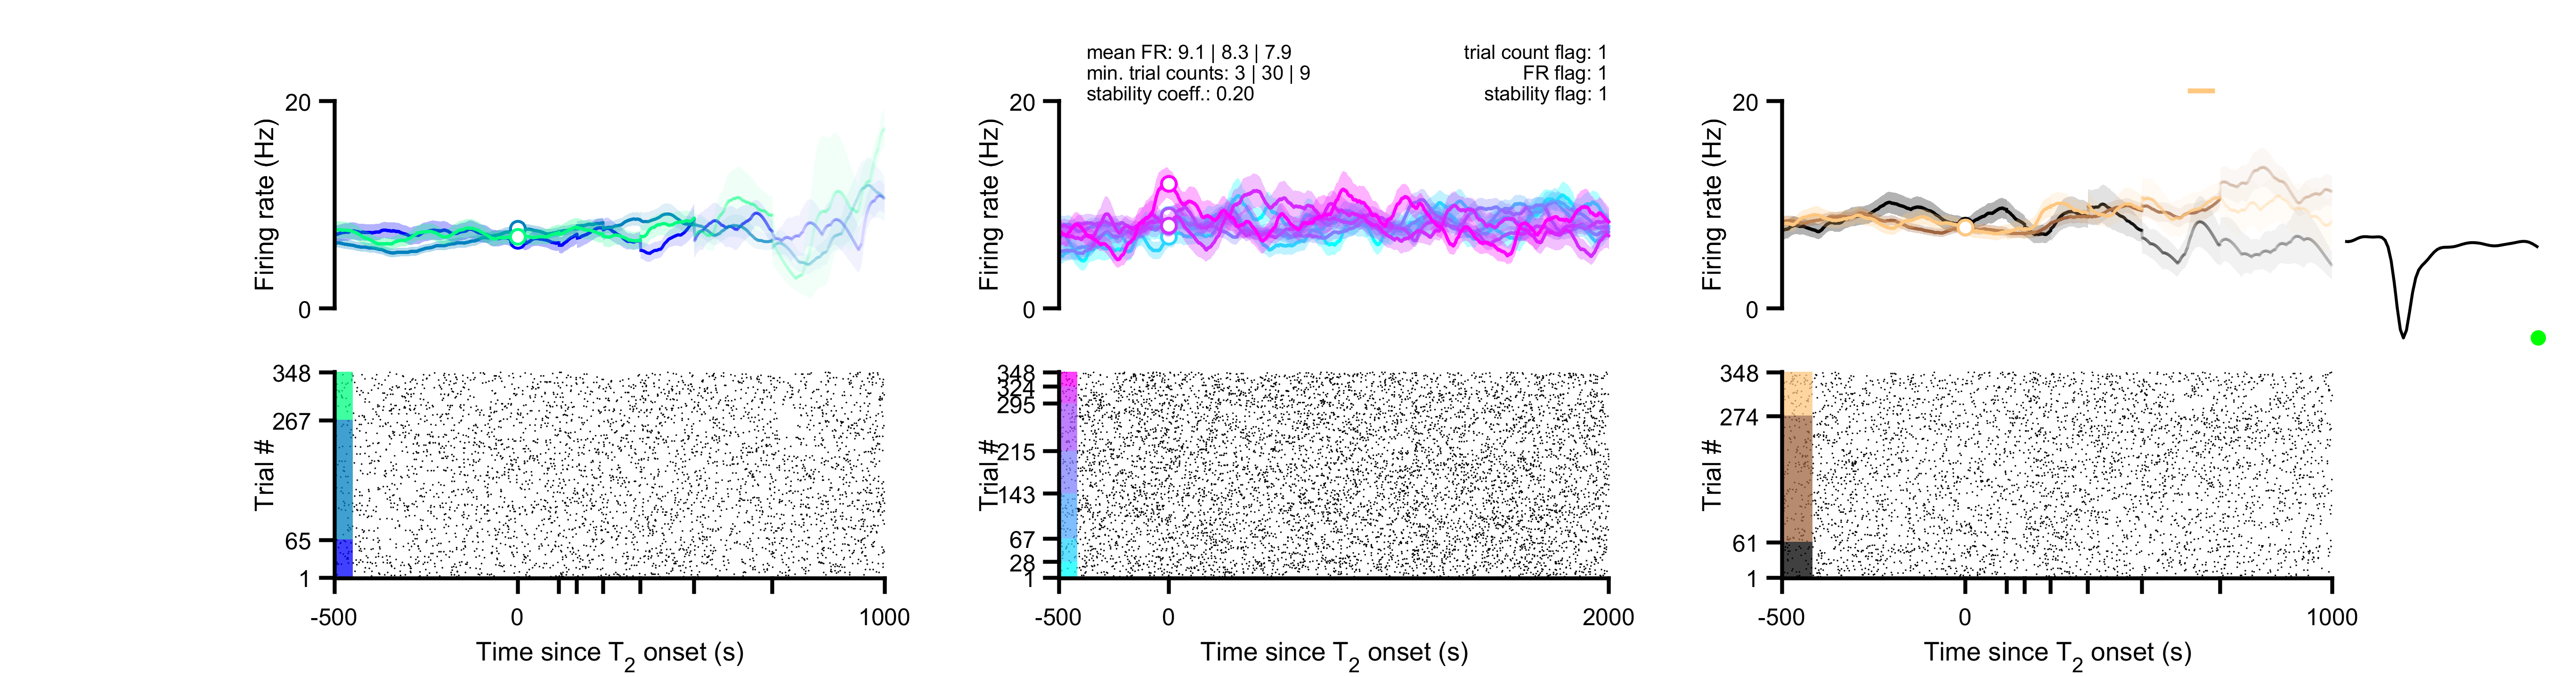 mean FR: 9.1 | 8.3 | 7.9
min. trial counts: 3 | 30 | 9
stability coeff.: 0.20
trial count flag: 1
FR flag: 1
stability flag: 1
20
Firing rate (Hz)
0
20
Firing rate (Hz)
0
20
Firing rate (Hz)
0
348
267
65
1
Trial #
-500
0
1000
Time since T2 onset (s)
348
324
295
215
143
67
28
1
Trial #
-500
0
2000
Time since T2 onset (s)
348
274
61
1
Trial #
-500
0
1000
Time since T2 onset (s)